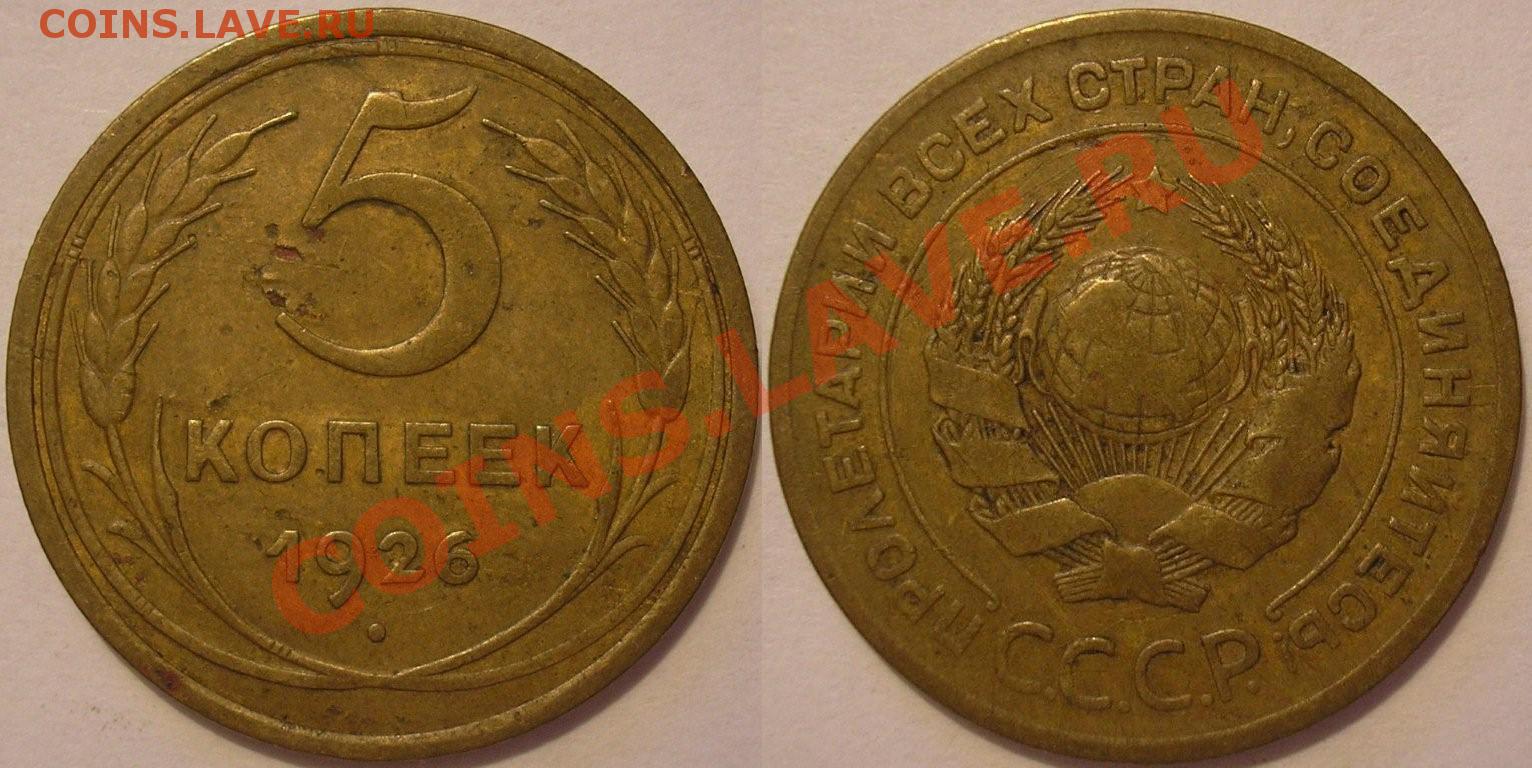 COINS.LAVE.RU
5
КОПЕЕК
1926
ПРОЛЕТАРИИ ВСЕХ СТРАН, СОЕДИНЯЙТЕСЬ!
С.С.С.Р.
COINS.LAVE.RU